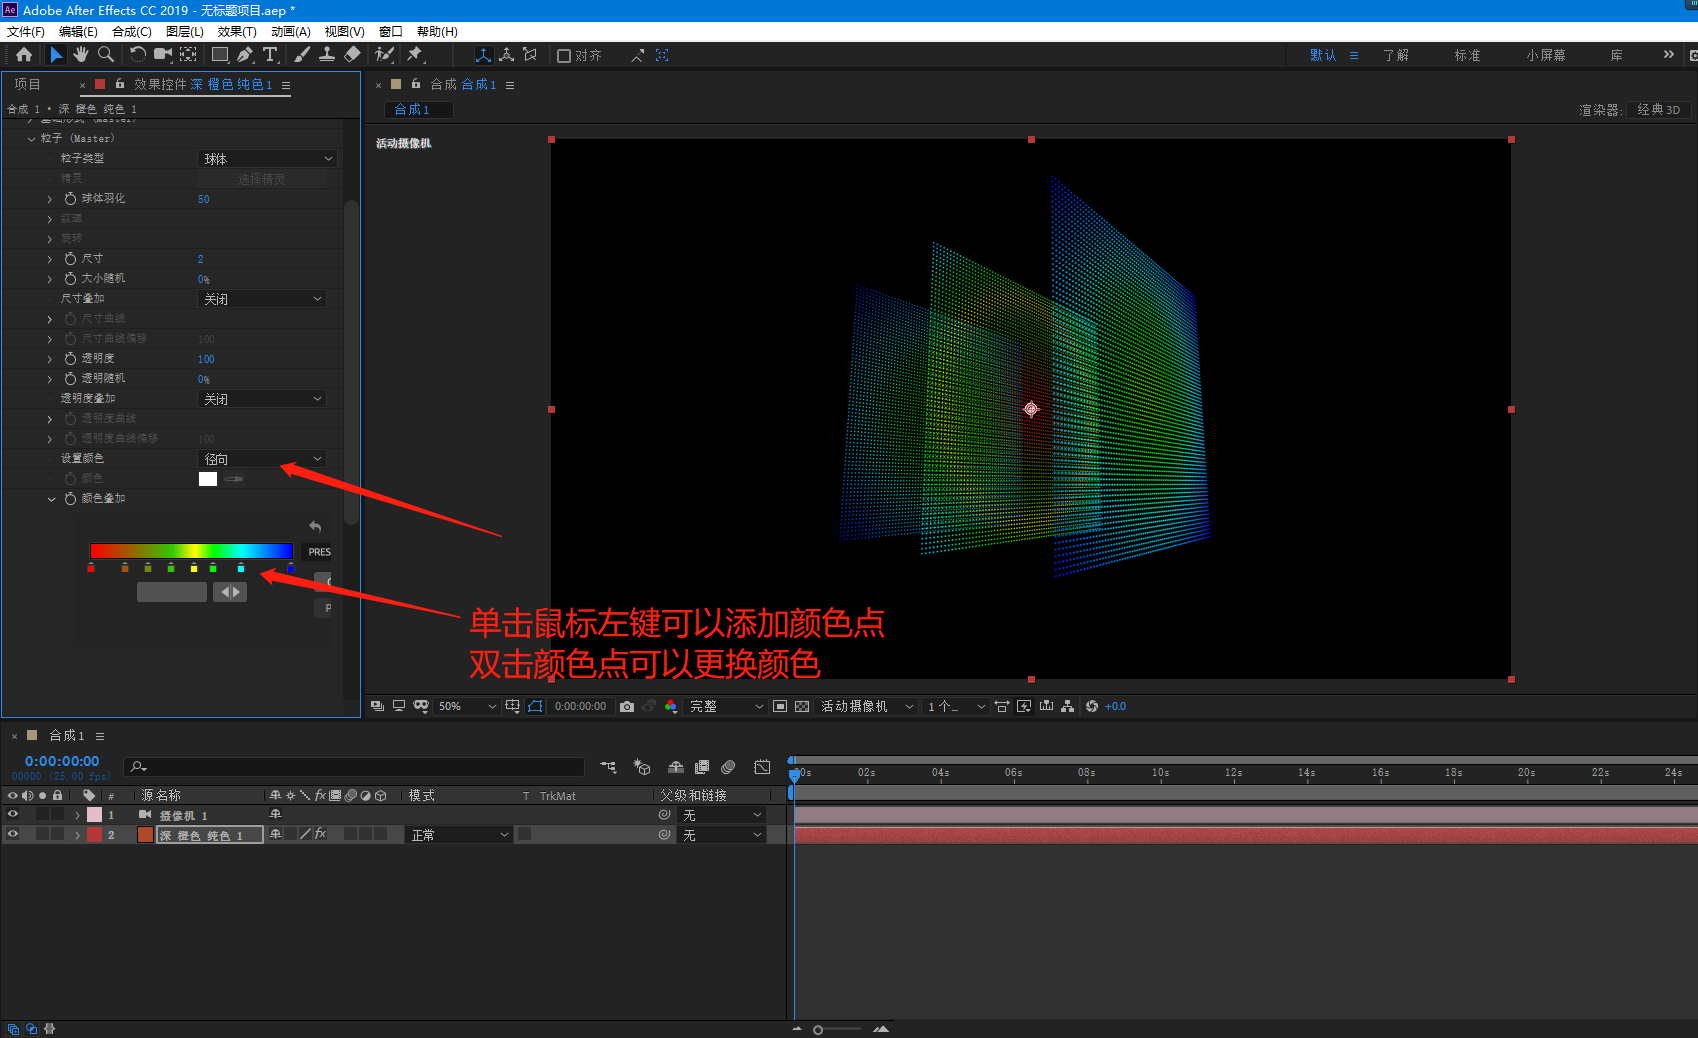 Ae Adobe After Effects CC 2019 - 无标题项目.aep *
文件(F) 编辑(E) 合成(C) 图层(L) 效果(T) 动画(A) 视图(V) 窗口 帮助(H)
对齐
默认 了解 标准 小屏幕 库
项目
效果控件 深 橙色 纯色 1
合成 1 • 深 橙色 纯色 1
基础形式 (Master)
粒子 (Master)
粒子类型 球体
精灵 选择精灵
球体羽化 50
纹理
旋转
尺寸 2
大小随机 0%
尺寸叠加 关闭
尺寸曲线
尺寸曲线偏移 100
透明度 100
透明随机 0%
透明度叠加 关闭
透明度曲线
透明度曲线偏移 100
设置颜色 径向
颜色
颜色叠加
PRES
P
合成 合成 1
合成 1
渲染器: 经典 3D
活动摄像机
单击鼠标左键可以添加颜色点
双击颜色点可以更换颜色
50% 0:00:00:00 完整 活动摄像机 1 个... +0.0
合成 1
0:00:00:00
00000 (25.00 fps)
# 源名称 模式 T TrkMat 父级和链接
1 摄像机 1 无
2 深 橙色 纯色 1 正常 无
00s 02s 04s 06s 08s 10s 12s 14s 16s 18s 20s 22s 24s